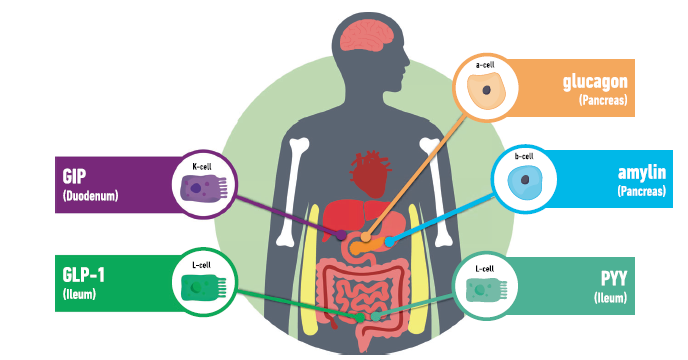 a-cell
glucagon
(Pancreas)
b-cell
amylin
(Pancreas)
K-cell
GIP
(Duodenum)
L-cell
GLP-1
(Ileum)
L-cell
PYY
(Ileum)